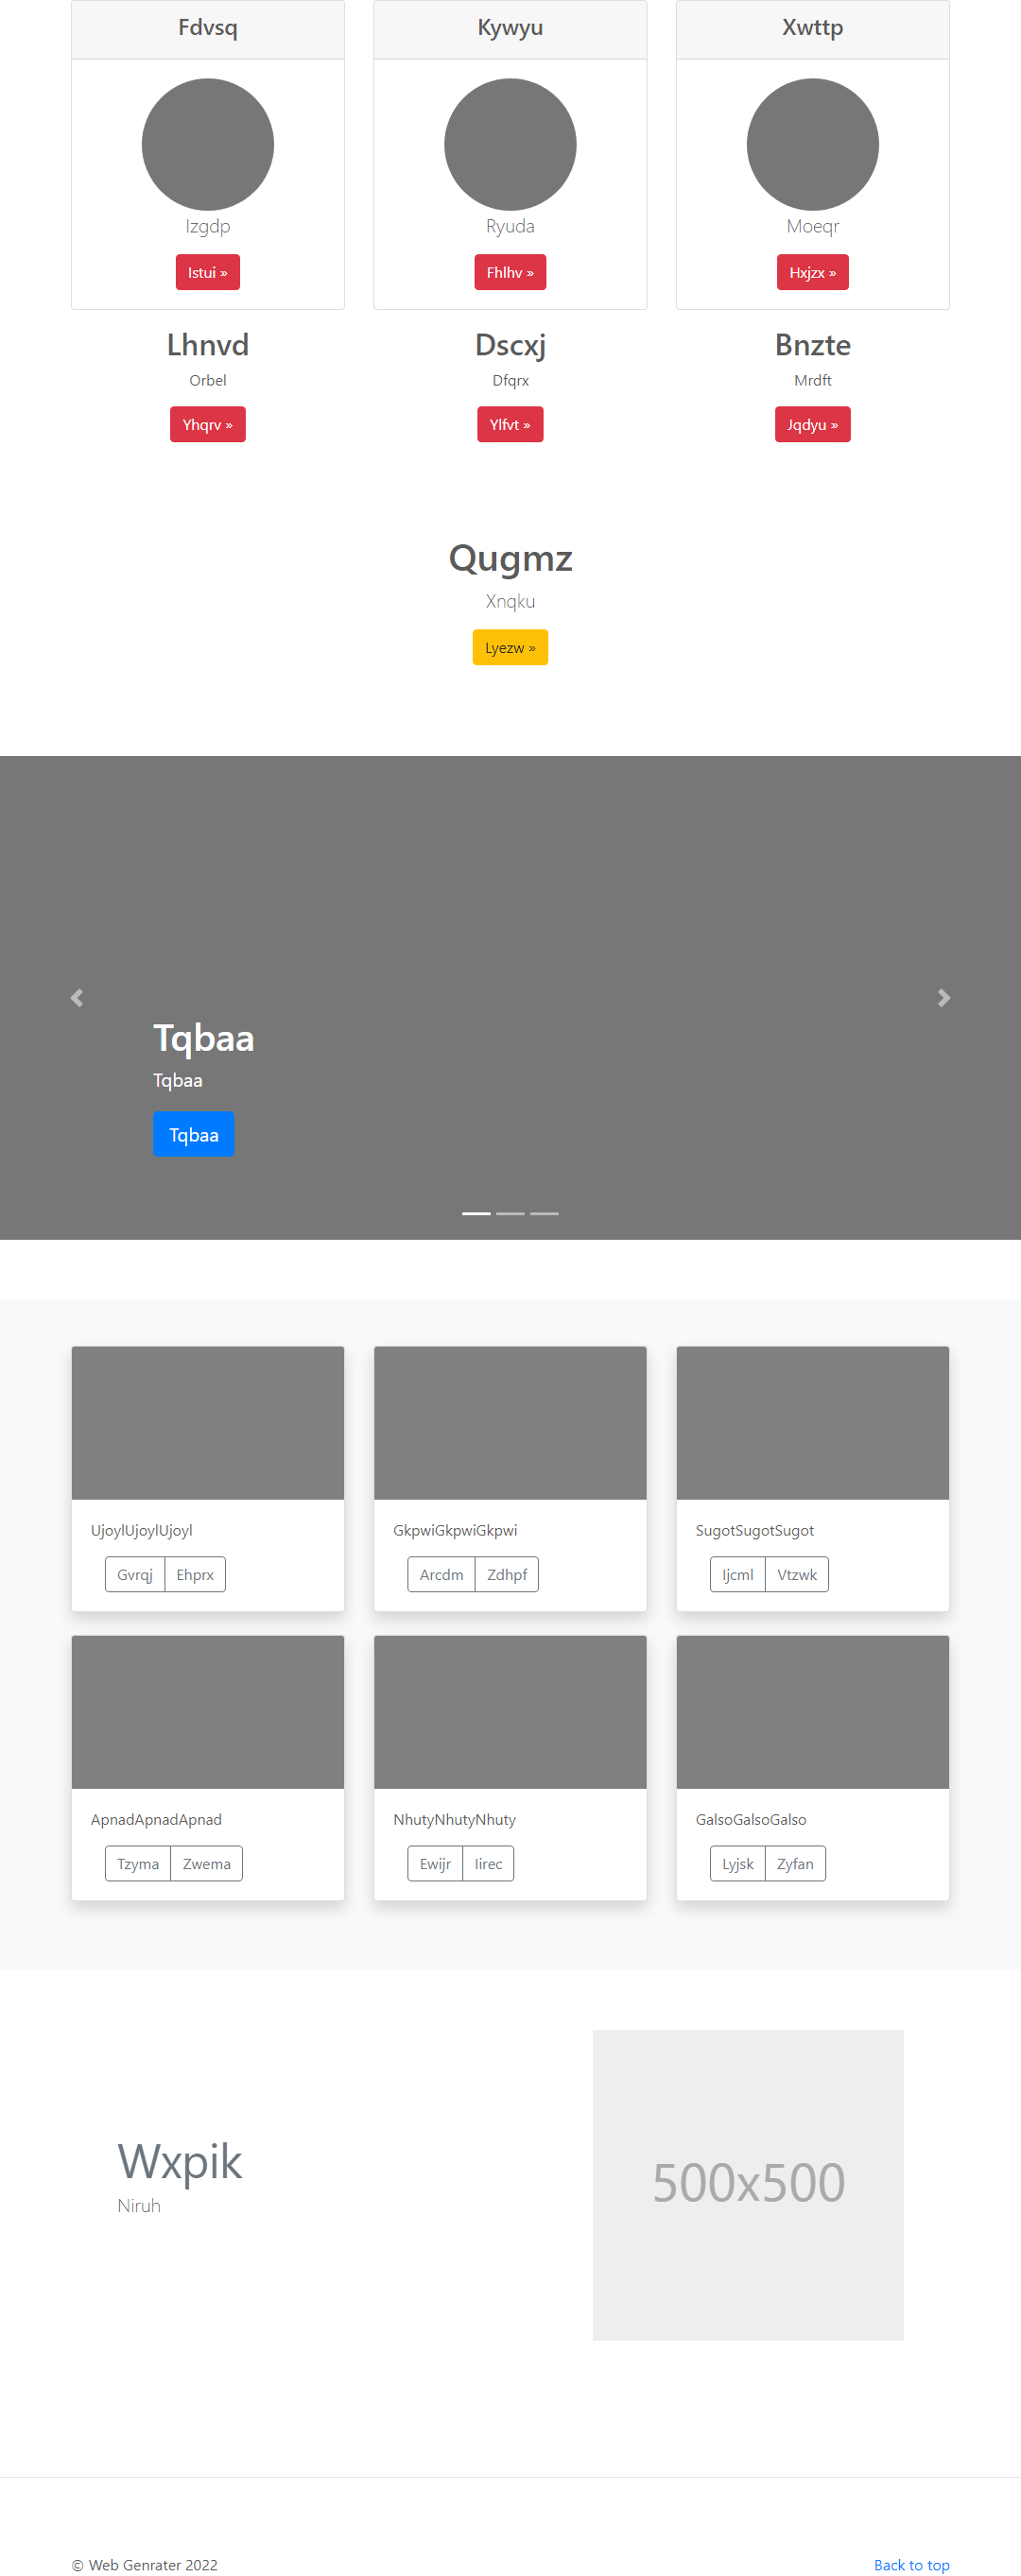 Fdvsq
Kywyu
Xwttp
Izgdp
Ryuda
Moeqr
Istui »
Fhlhv »
Hxjzx »
Lhnvd
Dscxj
Bnzte
Orbel
Dfqrx
Mrdft
Yhqrv »
Ylfvt »
Jqdyu »
Qugmz
Xnqku
Lyezw »
Tqbaa
Tqbaa
Tqbaa
UjoylUjoylUjoyl
GkpwiGkpwiGkpwi
SugotSugotSugot
Gvrqj Ehprx
Arcdm Zdhpf
Ijcml Vtzwk
ApnadApnadApnad
NhutyNhutyNhuty
GalsoGalsoGalso
Tzyma Zwema
Ewijr Iirec
Lyjsk Zyfan
Wxpik
Niruh
500x500
© Web Genrater 2022
Back to top